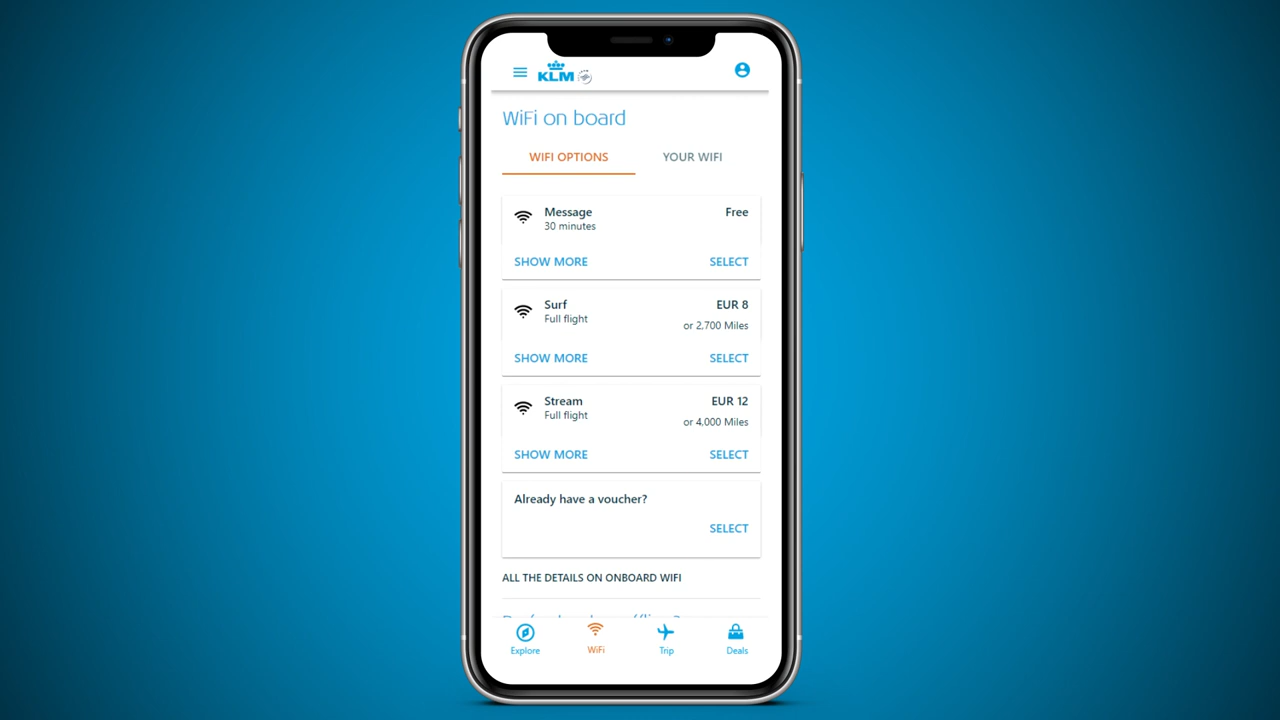 KLM
WiFi on board
WIFI OPTIONS YOUR WIFI
Message Free
30 minutes
SHOW MORE SELECT
Surf EUR 8
Full flight or 2,700 Miles
SHOW MORE SELECT
Stream EUR 12
Full flight or 4,000 Miles
SHOW MORE SELECT
Already have a voucher?
SELECT
ALL THE DETAILS ON ONBOARD WIFI
Explore WiFi Trip Deals